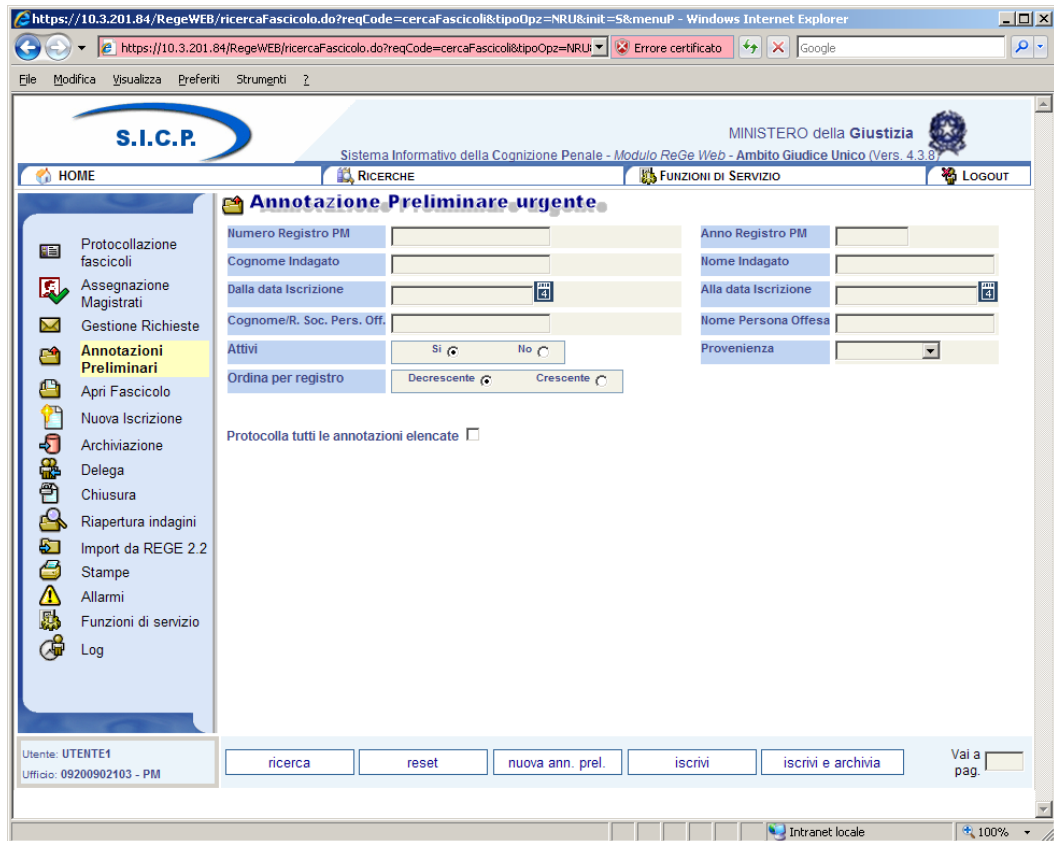 https://10.3.201.84/RegeWEB/ricercaFascicolo.do?reqCode=cercaFascicoli&tipoOpz=NRU&init=S&menuP - Windows Internet Explorer
https://10.3.201.84/RegeWEB/ricercaFascicolo.do?reqCode=cercaFascicoli&tipoOpz=NRU& Errore certificato Google
File Modifica Visualizza Preferiti Strumenti ?
S.I.C.P.
MINISTERO della Giustizia
Sistema Informativo della Cognizione Penale - Modulo ReGe Web - Ambito Giudice Unico (Vers. 4.3.8)
HOME RICERCHE FUNZIONI DI SERVIZIO LOGOUT
Annotazione Preliminare urgente
Protocollazione fascicoli
Assegnazione Magistrati
Gestione Richieste
Annotazioni Preliminari
Apri Fascicolo
Nuova Iscrizione
Archiviazione
Delega
Chiusura
Riapertura indagini
Import da REGE 2.2
Stampe
Allarmi
Funzioni di servizio
Log
Numero Registro PM Anno Registro PM
Cognome Indagato Nome Indagato
Dalla data Iscrizione 4 Alla data Iscrizione 4
Cognome/R. Soc. Pers. Off. Nome Persona Offesa
Attivi Si No Provenienza
Ordina per registro Decrescente Crescente
Protocolla tutti le annotazioni elencate
Utente: UTENTE1
Ufficio: 09200902103 - PM
ricerca reset nuova ann. prel. iscrivi iscrivi e archivia Vai a pag.
Intranet locale 100%